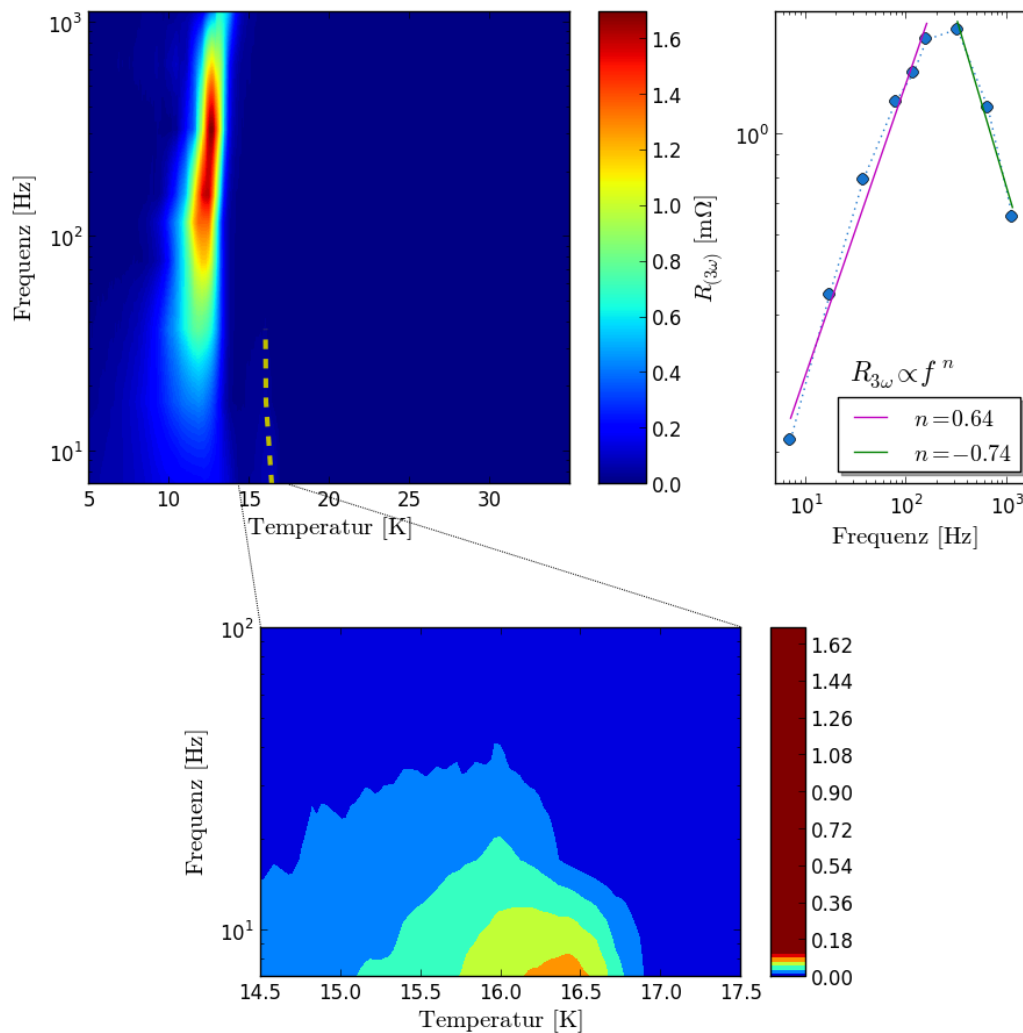 10³
10²
10¹
Frequenz [Hz]
5 10 15 20 25 30
Temperatur [K]
1.6
1.4
1.2
1.0
0.8
0.6
0.4
0.2
0.0
R(3ω) [mΩ]
10⁰
R3ω ∝ f n
n=0.64
n=−0.74
10¹ 10² 10³
Frequenz [Hz]
10²
10¹
Frequenz [Hz]
14.5 15.0 15.5 16.0 16.5 17.0 17.5
Temperatur [K]
1.62
1.44
1.26
1.08
0.90
0.72
0.54
0.36
0.18
0.00